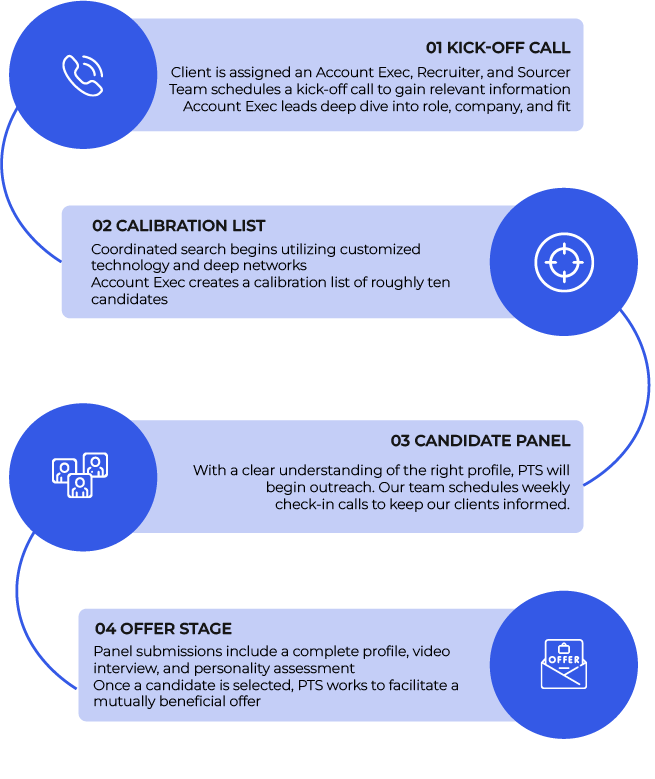 01 KICK-OFF CALL
Client is assigned an Account Exec, Recruiter, and Sourcer
Team schedules a kick-off call to gain relevant information
Account Exec leads deep dive into role, company, and fit
02 CALIBRATION LIST
Coordinated search begins utilizing customized
technology and deep networks
Account Exec creates a calibration list of roughly ten
candidates
03 CANDIDATE PANEL
With a clear understanding of the right profile, PTS will
begin outreach. Our team schedules weekly
check-in calls to keep our clients informed.
04 OFFER STAGE
Panel submissions include a complete profile, video
interview, and personality assessment
Once a candidate is selected, PTS works to facilitate a
mutually beneficial offer
OFFER